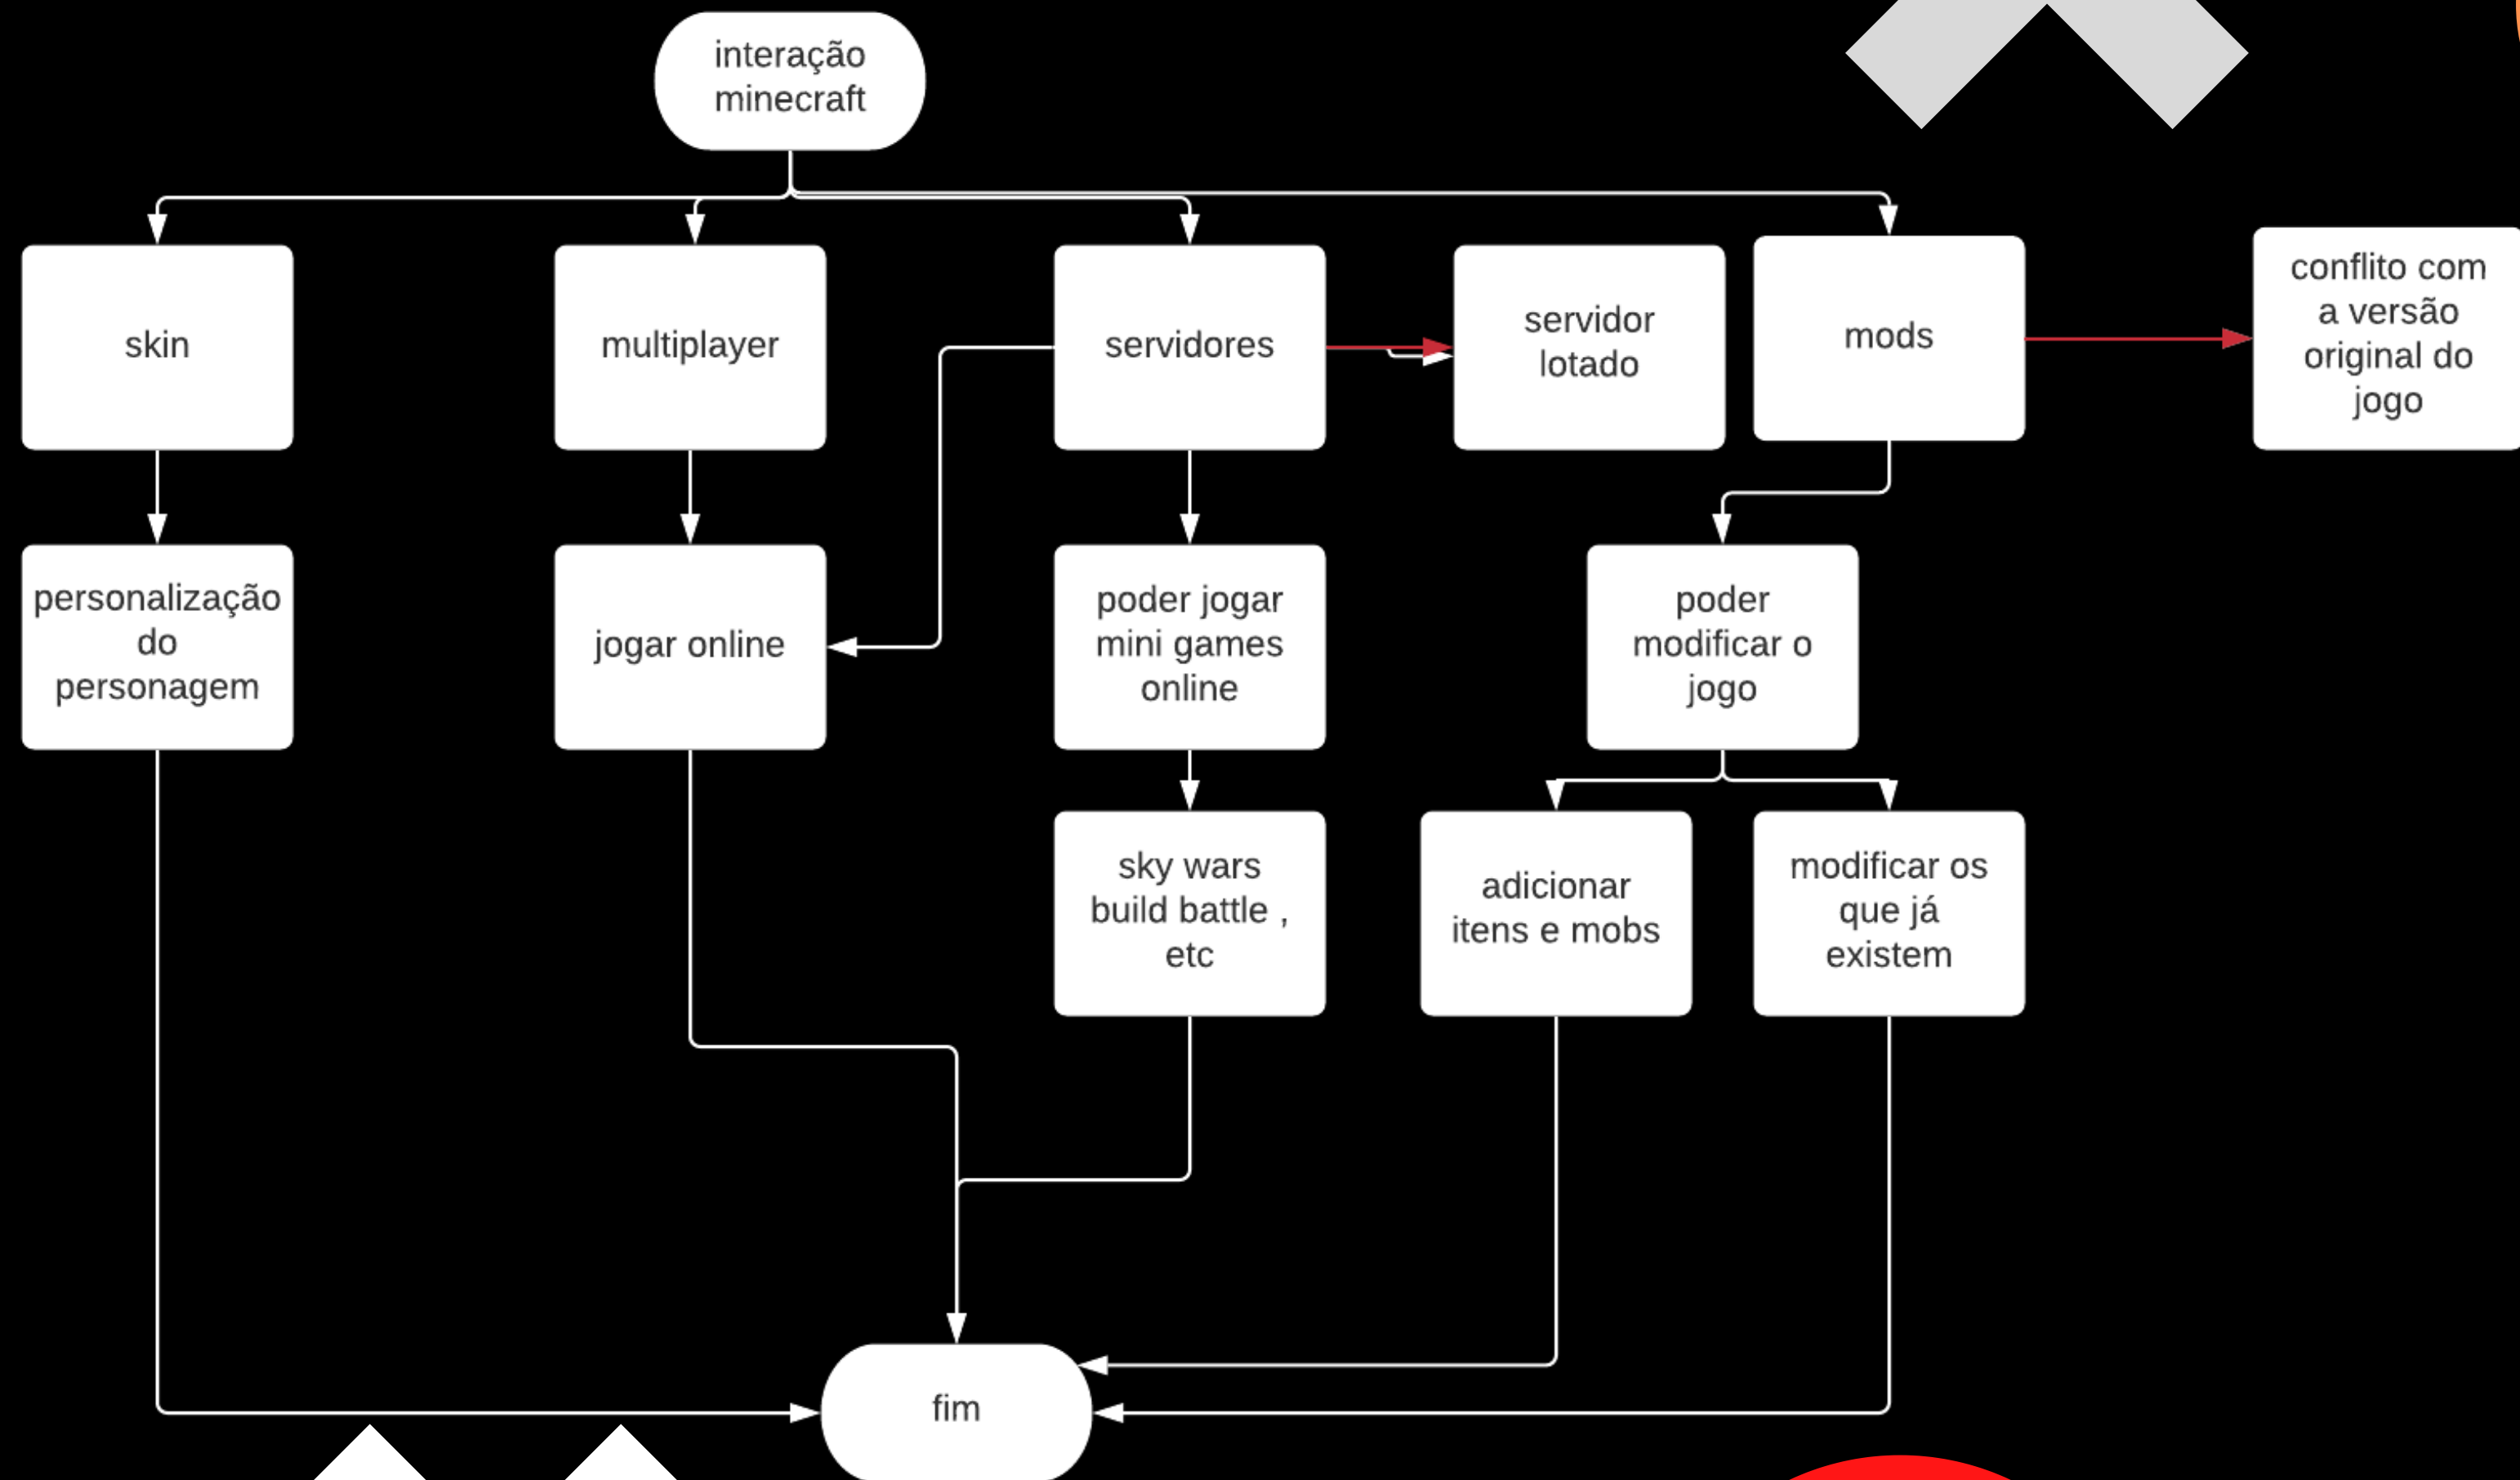 interação
minecraft
skin
multiplayer
servidores
servidor
lotado
mods
conflito com
a versão
original do
jogo
personalização
do
personagem
jogar online
poder jogar
mini games
online
poder
modificar o
jogo
sky wars
build battle ,
etc
adicionar
itens e mobs
modificar os
que já
existem
fim